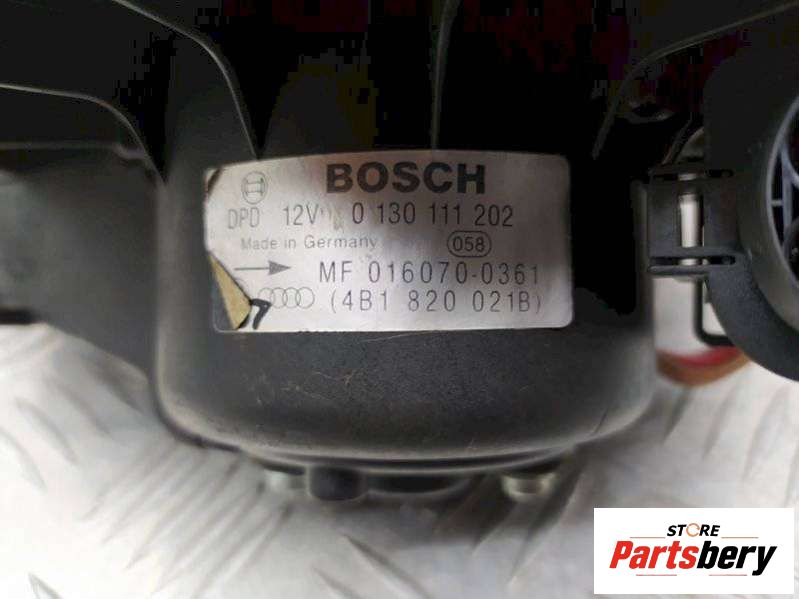 BOSCH
DPD 12V 0 130 111 202
Made in Germany 058
MF 016070-0361
(4B1 820 021B)
STORE
Partsbery